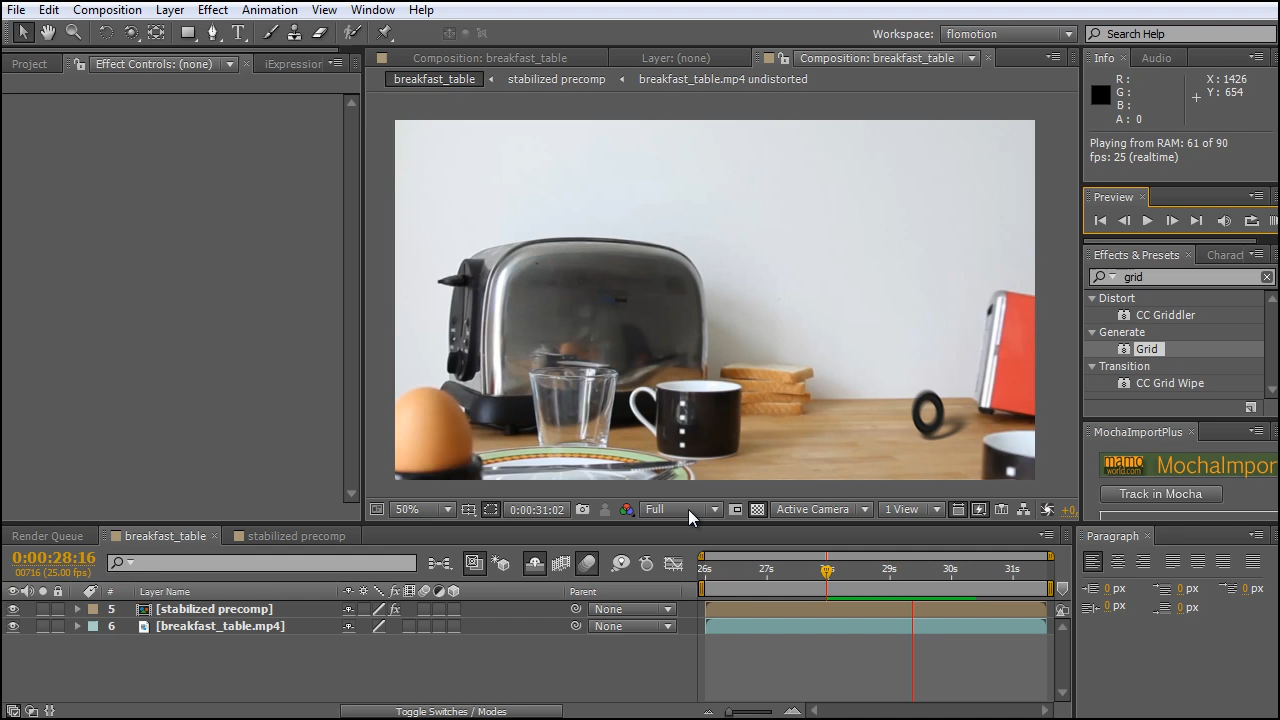 File Edit Composition Layer Effect Animation View Window Help
Workspace: flomotion Search Help
Project Effect Controls: (none) iExpression
Composition: breakfast_table Layer: (none) Composition: breakfast_table
breakfast_table stabilized precomp breakfast_table.mp4 undistorted
Info Audio
R :
G :
B :
A : 0
X : 1426
Y : 654
Playing from RAM: 61 of 90
fps: 25 (realtime)
Preview
Effects & Presets Charact
grid
Distort
CC Griddler
Generate
Grid
Transition
CC Grid Wipe
MochaImportPlus
mamoworld.com MochaImpor
Track in Mocha
50% 0:00:31:02 Full Active Camera 1 View +0,
Render Queue breakfast_table stabilized precomp
0:00:28:16
00716 (25.00 fps)
26s 27s 29s 30s 31s
# Layer Name Parent
5 [stabilized precomp] None
6 [breakfast_table.mp4] None
Toggle Switches / Modes
Paragraph
0 px 0 px 0 px
0 px 0 px